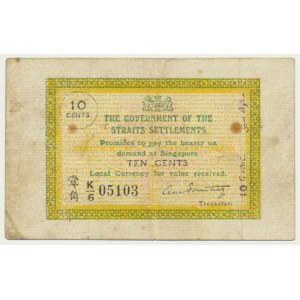 10
CENTS
THE GOVERNMENT OF THE
STRAITS SETTLEMENTS
Promises to pay the bearer on
demand at Singapore
TEN CENTS
Local Currency for value received.
K/6 05103
Treasurer.